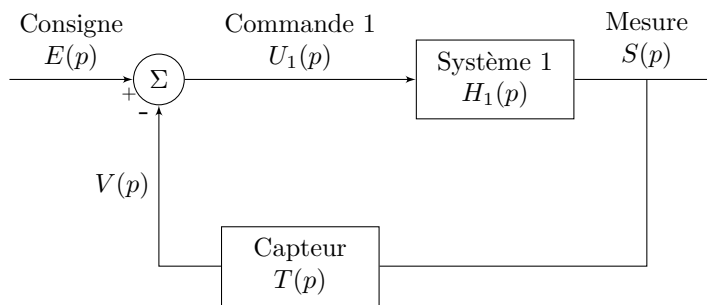 Consigne
E(p)
+
-
Σ
Commande 1
U₁(p)
Système 1
H₁(p)
Mesure
S(p)
V(p)
Capteur
T(p)